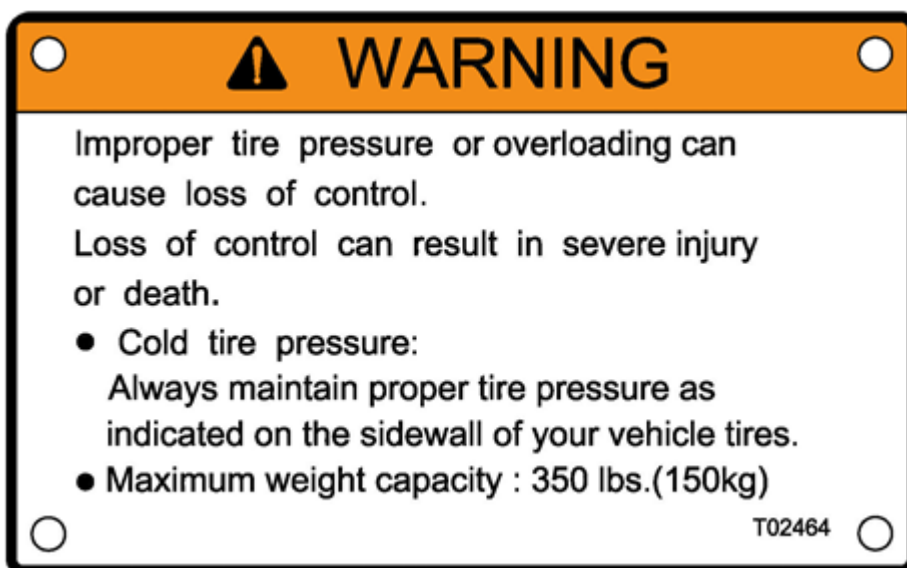 WARNING
Improper tire pressure or overloading can
cause loss of control.
Loss of control can result in severe injury
or death.
● Cold tire pressure:
Always maintain proper tire pressure as
indicated on the sidewall of your vehicle tires.
● Maximum weight capacity : 350 lbs.(150kg)
T02464